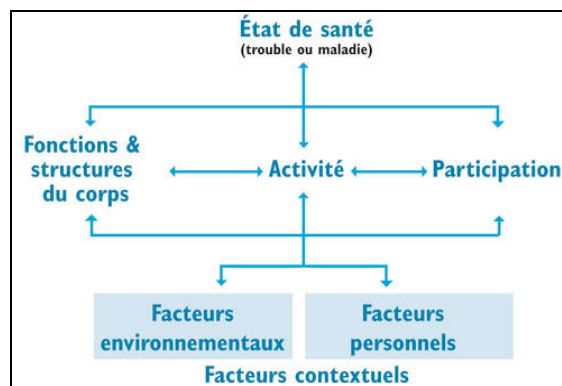 État de santé
(trouble ou maladie)
Fonctions &
structures
du corps
Activité
Participation
Facteurs
environnementaux
Facteurs
personnels
Facteurs contextuels